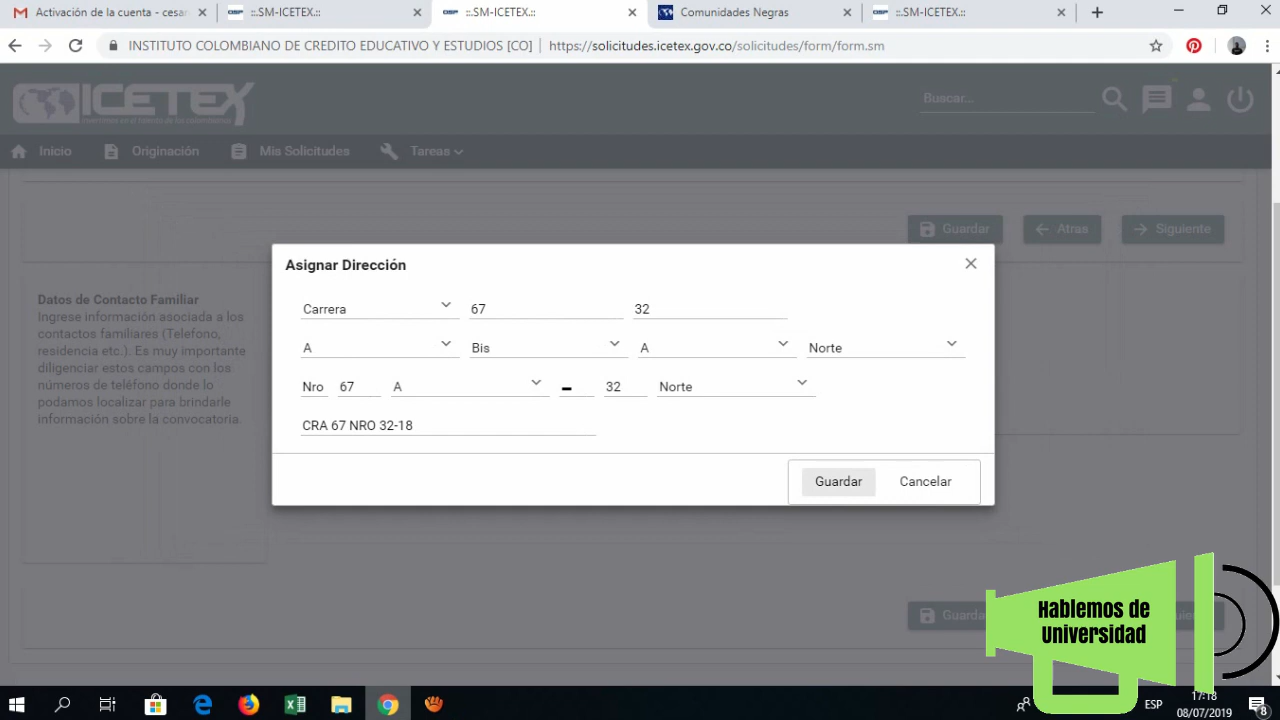 Activación de la cuenta - cesar
::.SM-ICETEX.::
::.SM-ICETEX.::
Comunidades Negras
::.SM-ICETEX.::
INSTITUTO COLOMBIANO DE CREDITO EDUCATIVO Y ESTUDIOS [CO] | https://solicitudes.icetex.gov.co/solicitudes/form/form.sm
ICETEX
Buscar...
Inicio
Originación
Mis Solicitudes
Tareas
Guardar
Atras
Siguiente
Datos de Contacto Familiar
Ingrese información asociada a los
contactos familiares (Telefono,
residencia etc.). Es muy importante
diligenciar estos campos con los
números de teléfono donde lo
podamos localizar para brindarle
información sobre la convocatoria.
Asignar Dirección
Carrera 67 32
A Bis A Norte
Nro 67 A - 32 Norte
CRA 67 NRO 32-18
Guardar Cancelar
Hablemos de
Universidad
ESP
17:18
08/07/2019
8